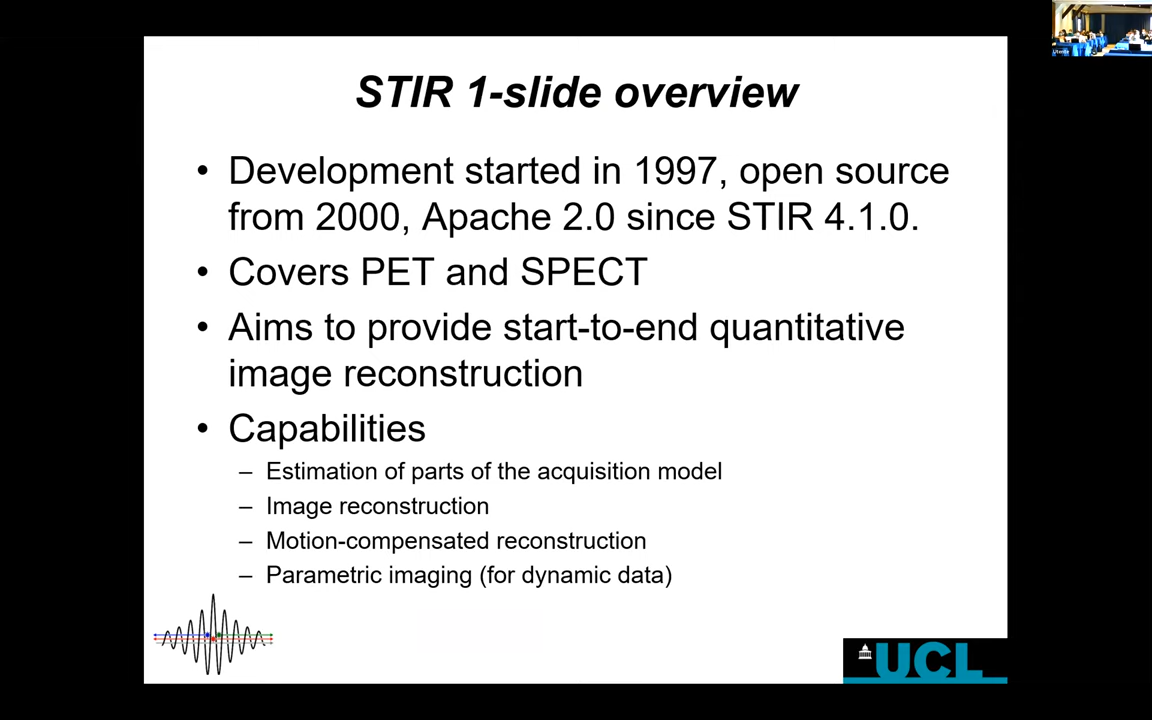 STIR 1-slide overview
• Development started in 1997, open source
from 2000, Apache 2.0 since STIR 4.1.0.
• Covers PET and SPECT
• Aims to provide start-to-end quantitative
image reconstruction
• Capabilities
– Estimation of parts of the acquisition model
– Image reconstruction
– Motion-compensated reconstruction
– Parametric imaging (for dynamic data)
UCL